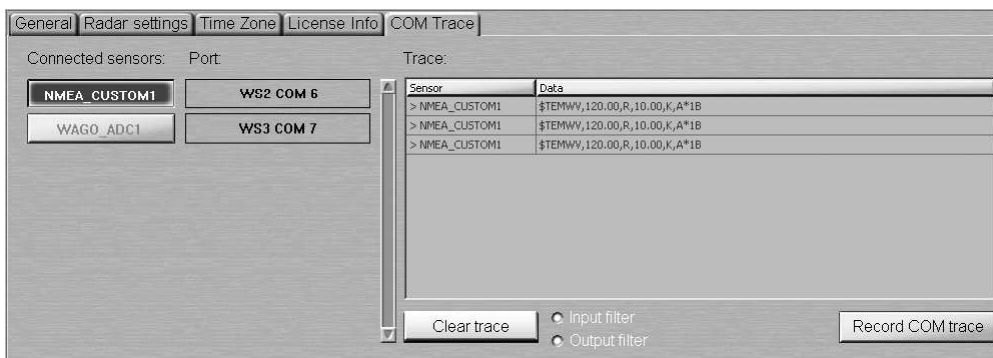 General Radar settings Time Zone License Info COM Trace
Connected sensors: Port: Trace:
Sensor Data
NMEA_CUSTOM1 WS2 COM 6
> NMEA_CUSTOM1 $TEMWV,120.00,R,10.00,K,A*1B
WAGO_ADC1 WS3 COM 7
> NMEA_CUSTOM1 $TEMWV,120.00,R,10.00,K,A*1B
> NMEA_CUSTOM1 $TEMWV,120.00,R,10.00,K,A*1B
Clear trace
Input filter
Output filter
Record COM trace